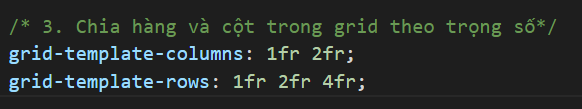 /* 3. Chia hàng và cột trong grid theo trọng số*/
grid-template-columns: 1fr 2fr;
grid-template-rows: 1fr 2fr 4fr;